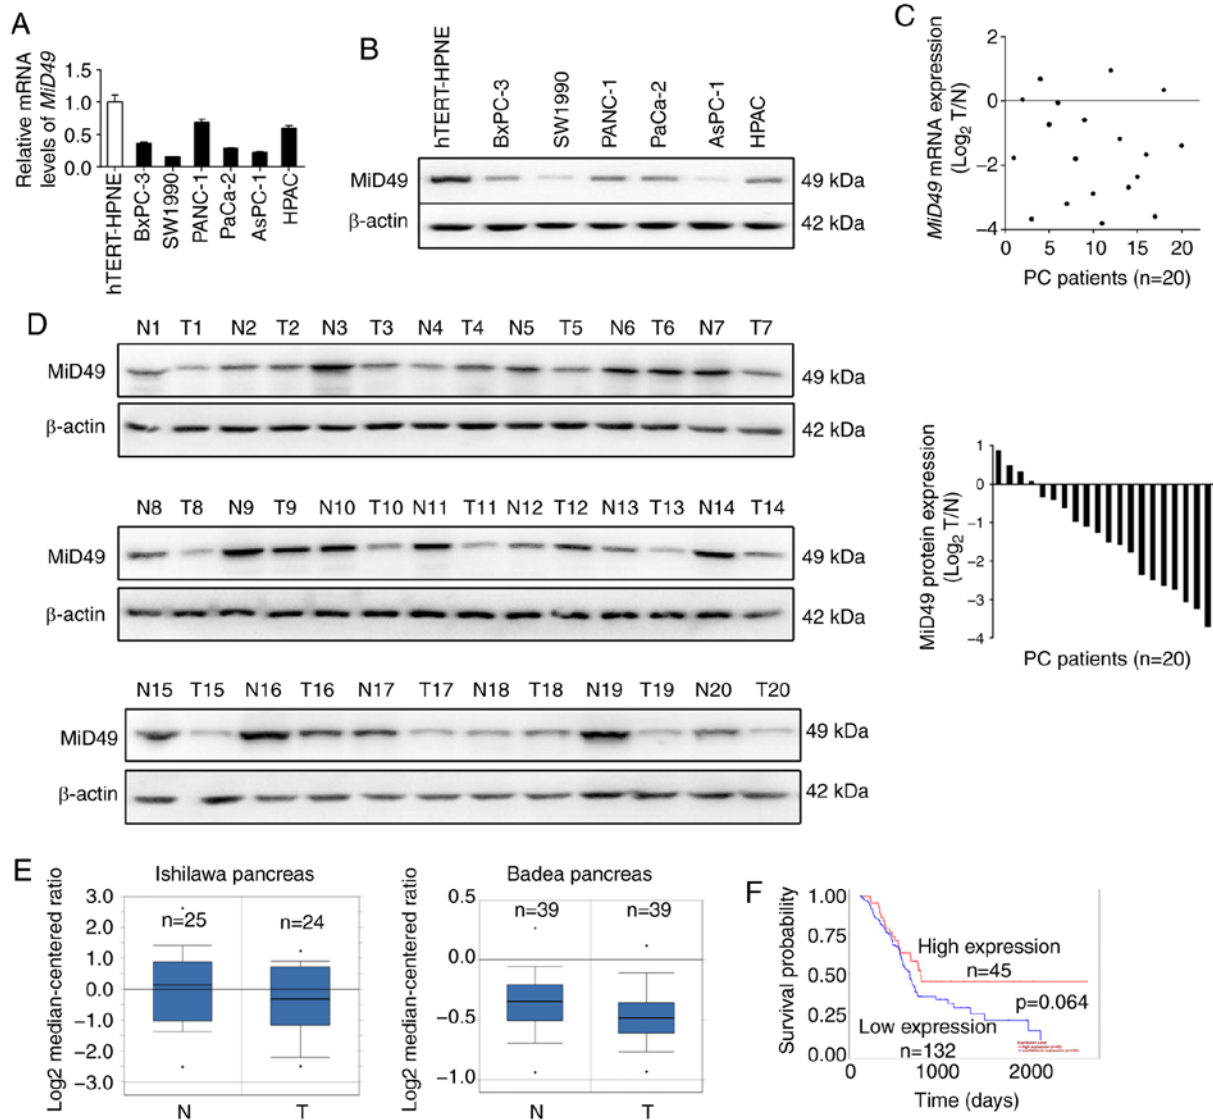 A
Relative mRNA
levels of MiD49
1.5
1.0
0.5
0.0
hTERT-HPNE
BxPC-3
SW1990
PANC-1
PaCa-2
AsPC-1
HPAC
B
hTERT-HPNE
BxPC-3
SW1990
PANC-1
PaCa-2
AsPC-1
HPAC
MiD49
49 kDa
β-actin
42 kDa
C
MiD49 mRNA expression
(Log2 T/N)
2
0
−2
−4
0 5 10 15 20
PC patients (n=20)
D
N1 T1 N2 T2 N3 T3 N4 T4 N5 T5 N6 T6 N7 T7
MiD49
49 kDa
β-actin
42 kDa
N8 T8 N9 T9 N10 T10 N11 T11 N12 T12 N13 T13 N14 T14
MiD49
49 kDa
β-actin
42 kDa
N15 T15 N16 T16 N17 T17 N18 T18 N19 T19 N20 T20
MiD49
49 kDa
β-actin
42 kDa
MiD49 protein expression
(Log2 T/N)
1
0
−1
−2
−3
−4
PC patients (n=20)
E
Log2 median-centered ratio
Ishilawa pancreas
3.0
2.0
1.0
0.0
−1.0
−2.0
−3.0
n=25
n=24
N T
Log2 median-centered ratio
Badea pancreas
0.5
0.0
−0.5
−1.0
n=39
n=39
N T
F
Survival probability
1.00
0.75
0.50
0.25
0.00
High expression
n=45
p=0.064
Low expression
n=132
0 1000 2000
Time (days)